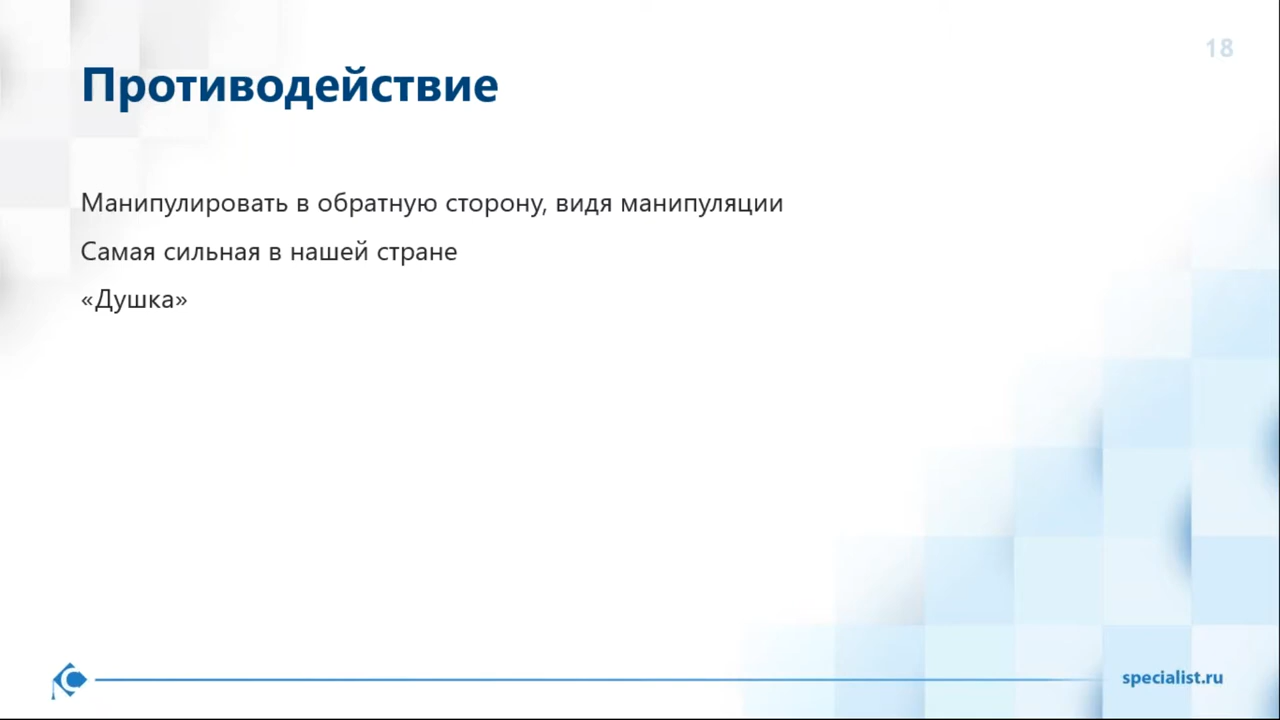 18
Противодействие
Манипулировать в обратную сторону, видя манипуляции
Самая сильная в нашей стране
«Душка»
specialist.ru